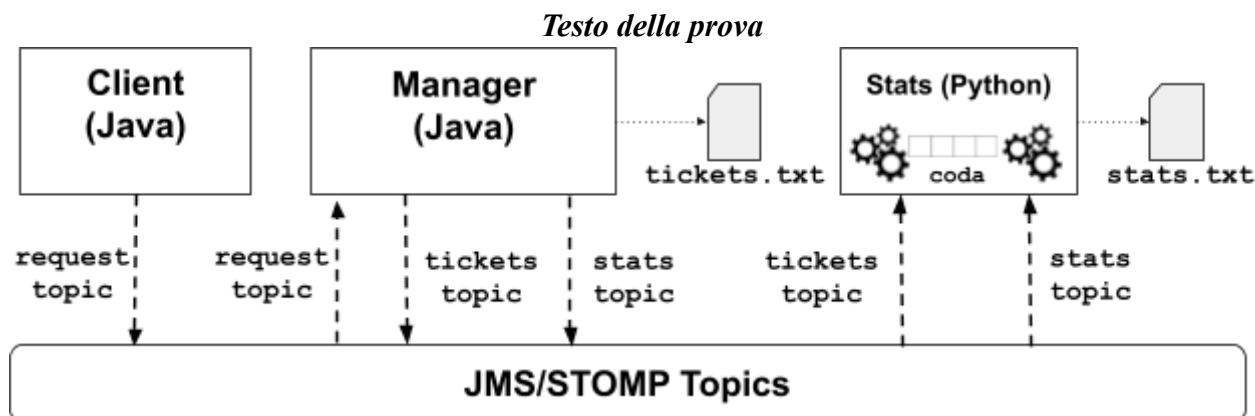 Testo della prova
Client
(Java)
Manager
(Java)
tickets.txt
Stats (Python)
coda
stats.txt
request
topic
request
topic
tickets
topic
stats
topic
tickets
topic
stats
topic
JMS/STOMP Topics